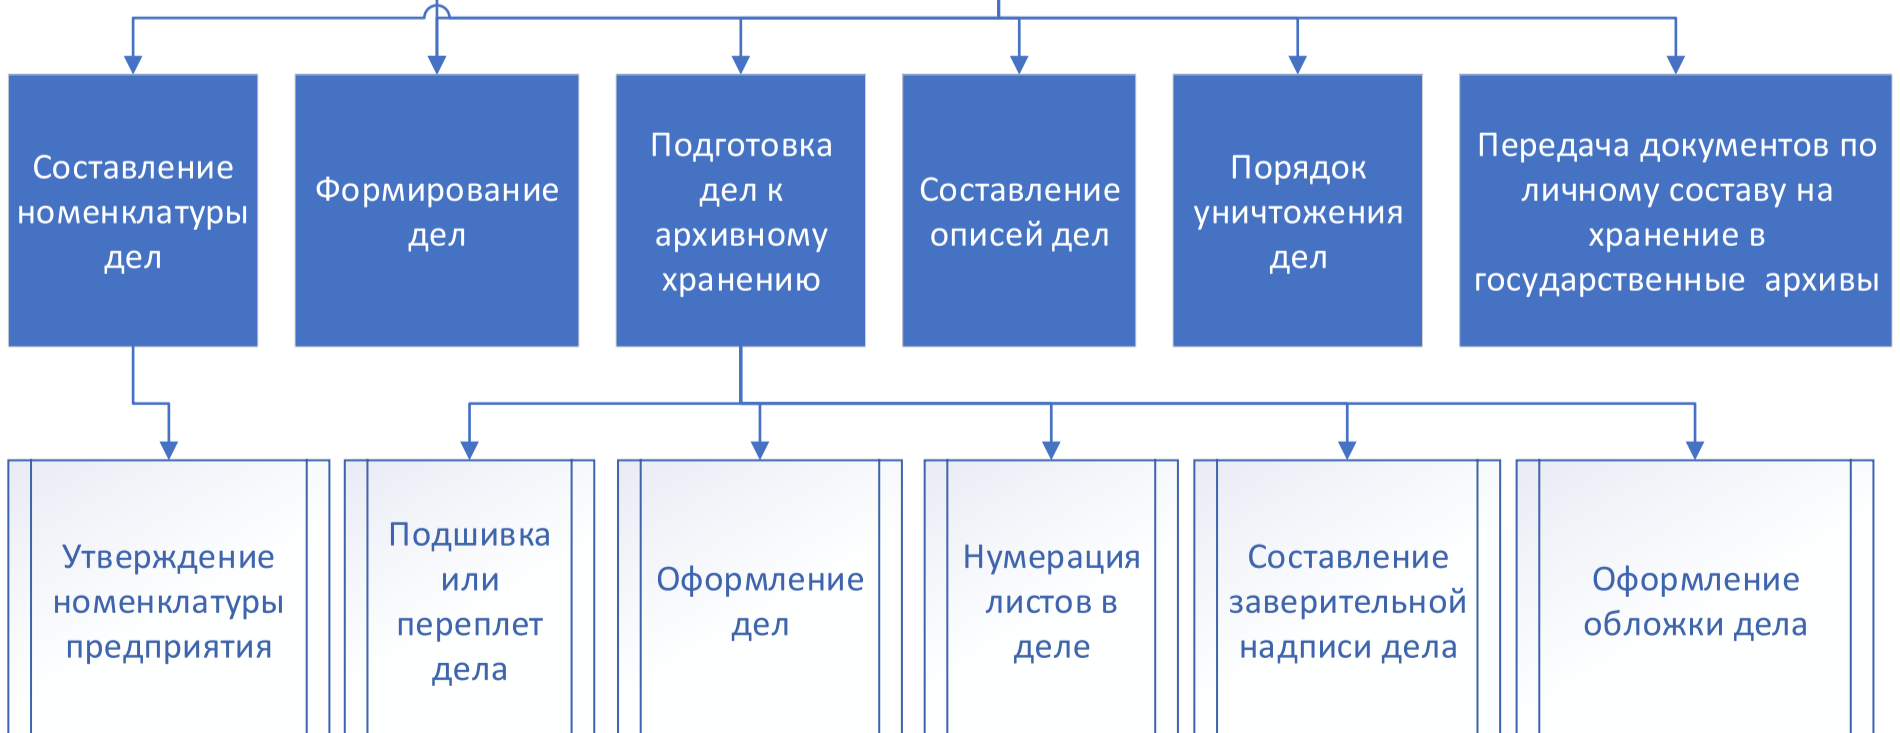 Составление
номенклатуры
дел
Формирование
дел
Подготовка
дел к
архивному
хранению
Составление
описей дел
Порядок
уничтожения
дел
Передача документов по
личному составу на
хранение в
государственные  архивы
Утверждение
номенклатуры
предприятия
Подшивка
или
переплет
дела
Оформление
дел
Нумерация
листов в
деле
Составление
заверительной
надписи дела
Оформление
обложки дела